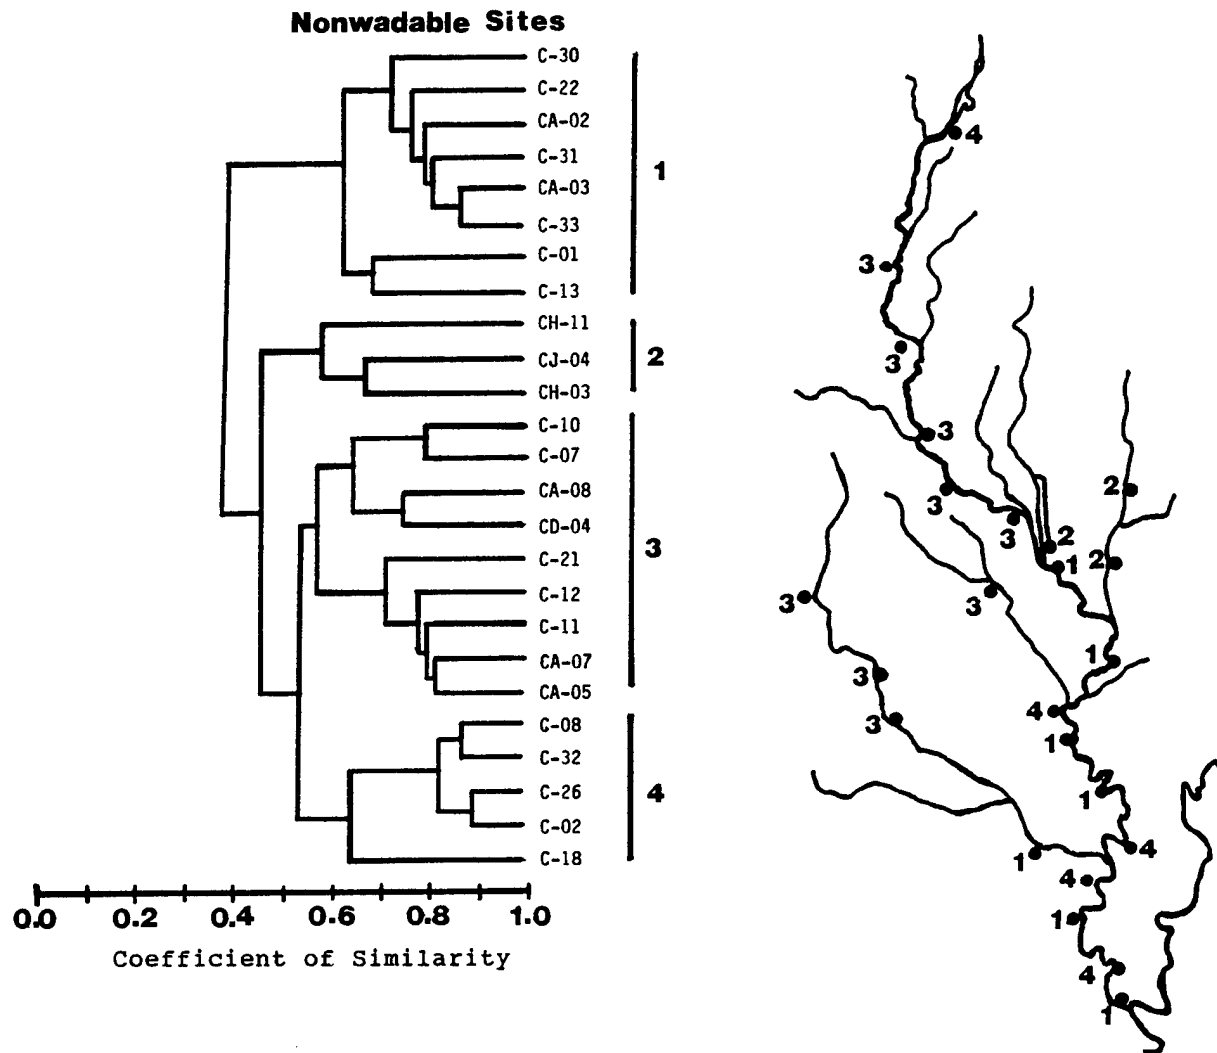 Nonwadable Sites
C-30
C-22
CA-02
C-31
CA-03
C-33
C-01
C-13
1
CH-11
CJ-04
CH-03
2
C-10
C-07
CA-08
CD-04
C-21
C-12
C-11
CA-07
CA-05
3
C-08
C-32
C-26
C-02
C-18
4
0.0 0.2 0.4 0.6 0.8 1.0
Coefficient of Similarity
4
3
3
3
3
3
2
2
1
2
3
3
1
3
4
3
1
1
4
1
4
1
4
1